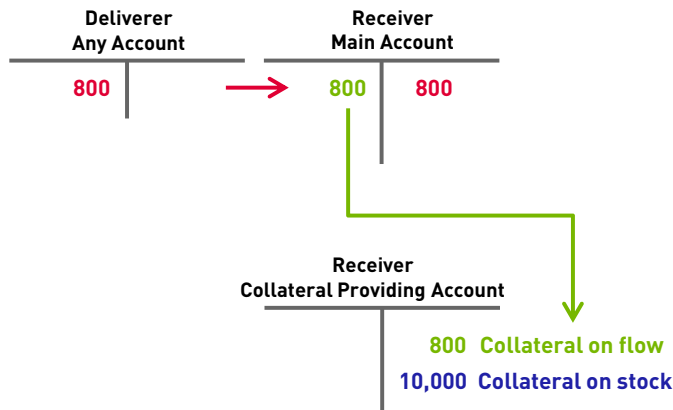 Deliverer
Any Account
Receiver
Main Account
800
800
800
Receiver
Collateral Providing Account
800 Collateral on flow
10,000 Collateral on stock